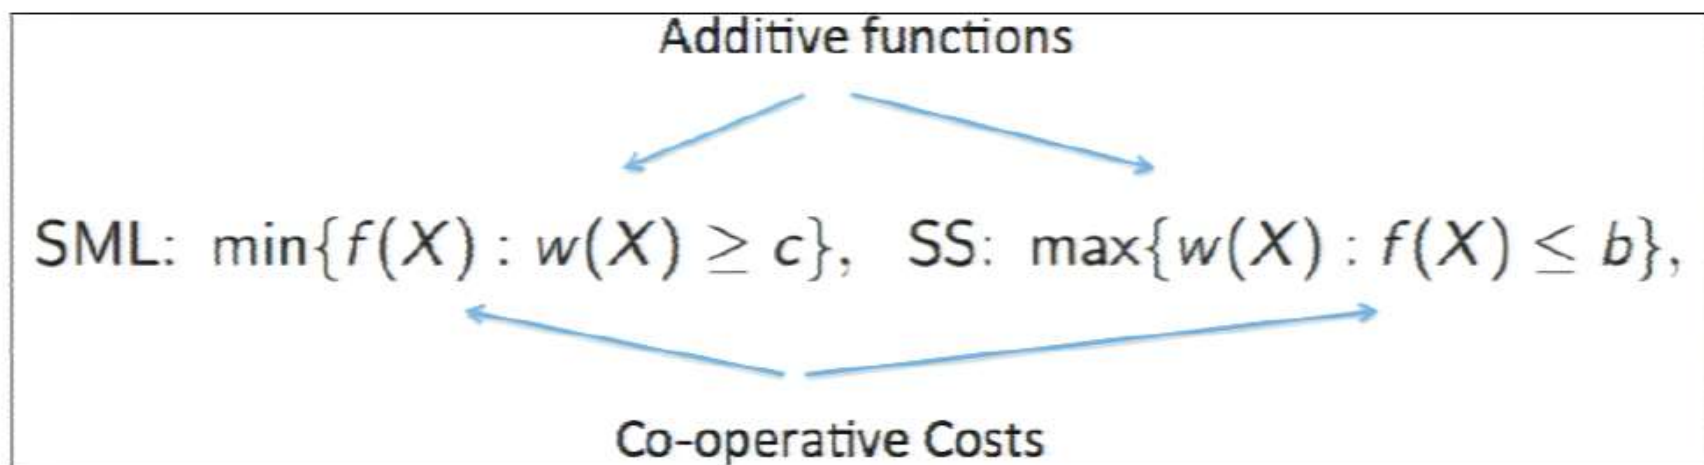 Additive functions
SML: min{f(X) : w(X) ≥ c}, SS: max{w(X) : f(X) ≤ b},
Co-operative Costs